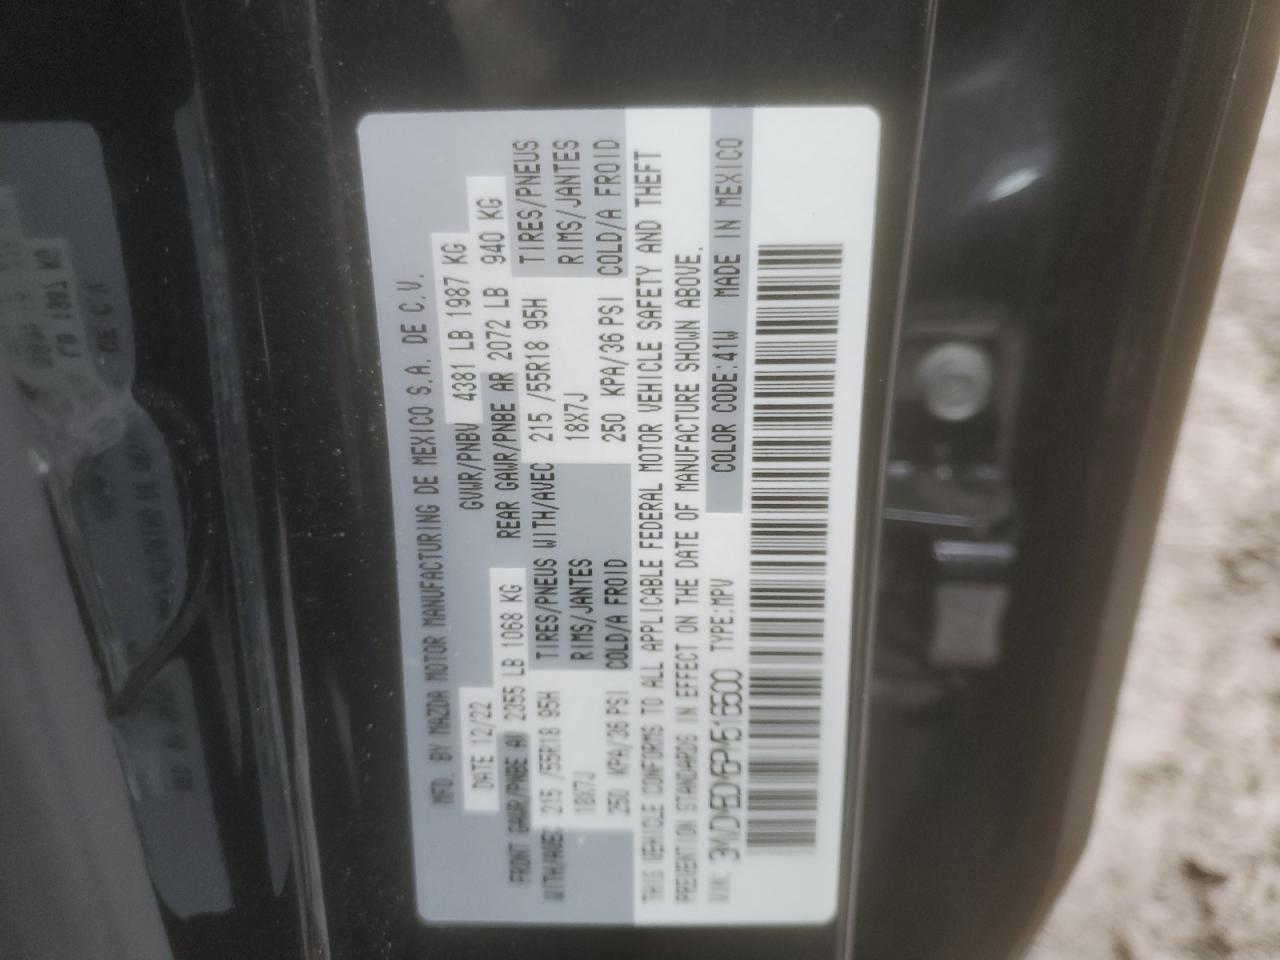 MFD. BY MAZDA MOTOR MANUFACTURING DE MEXICO S.A. DE C.V.
DATE 12/22 GVWR/PNBV 4381 LB 1987 KG
FRONT GAWR/PNBE AV 2355 LB 1068 KG REAR GAWR/PNBE AR 2072 LB 940 KG
WITH/AVEC 215 /55R18 95H TIRES/PNEUS WITH/AVEC 215 /55R18 95H TIRES/PNEUS
18X7J RIMS/JANTES 18X7J RIMS/JANTES
250 KPA/36 PSI COLD/A FROID 250 KPA/36 PSI COLD/A FROID
THIS VEHICLE CONFORMS TO ALL APPLICABLE FEDERAL MOTOR VEHICLE SAFETY AND THEFT
PREVENTION STANDARDS IN EFFECT ON THE DATE OF MANUFACTURE SHOWN ABOVE.
VIN: TYPE:MPV COLOR CODE:41W MADE IN MEXICO